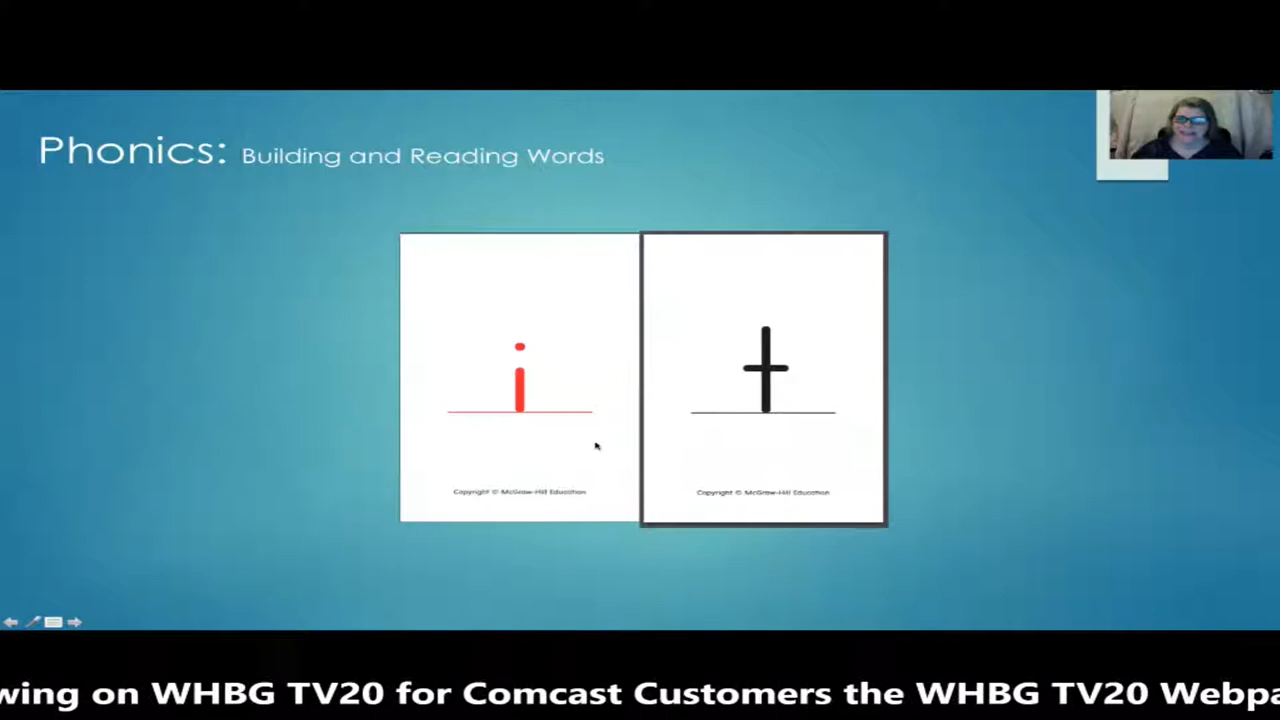 Phonics: Building and Reading Words
i t
Copyright © McGraw-Hill Education Copyright © McGraw-Hill Education
wing on WHBG TV20 for Comcast Customers the WHBG TV20 Webpa